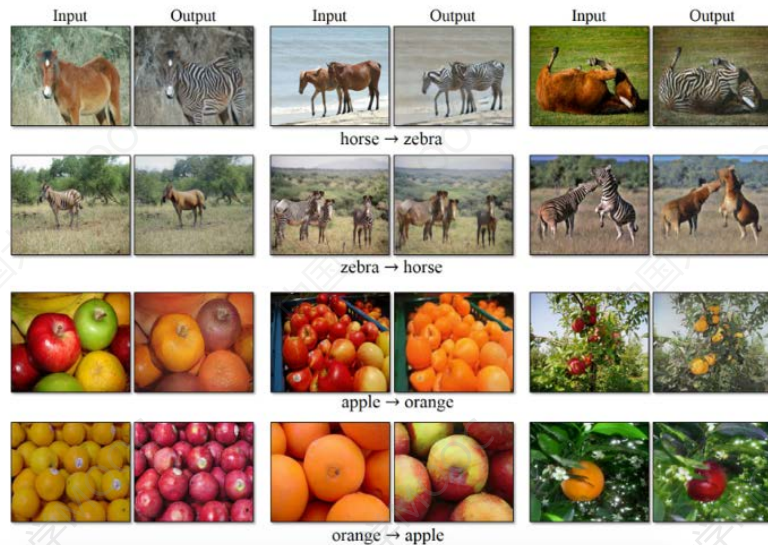 Input Output Input Output Input Output
horse → zebra
zebra → horse
apple → orange
orange → apple